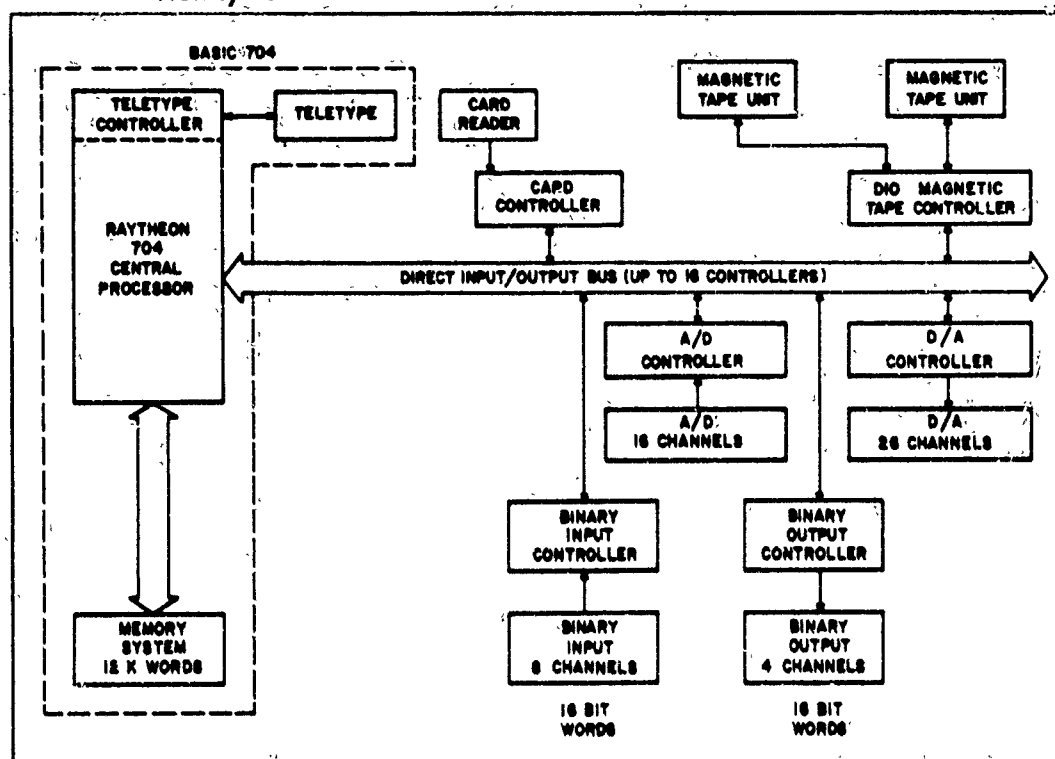 BASIC 704
TELETYPE
CONTROLLER
TELETYPE
RAYTHEON
704
CENTRAL
PROCESSOR
MEMORY
SYSTEM
12 K WORDS
CARD
READER
CARD
CONTROLLER
MAGNETIC
TAPE UNIT
MAGNETIC
TAPE UNIT
DIO MAGNETIC
TAPE CONTROLLER
DIRECT INPUT/OUTPUT BUS (UP TO 16 CONTROLLERS)
A/D
CONTROLLER
A/D
16 CHANNELS
D/A
CONTROLLER
D/A
26 CHANNELS
BINARY
INPUT
CONTROLLER
BINARY
INPUT
8 CHANNELS
16 BIT
WORDS
BINARY
OUTPUT
CONTROLLER
BINARY
OUTPUT
4 CHANNELS
16 BIT
WORDS